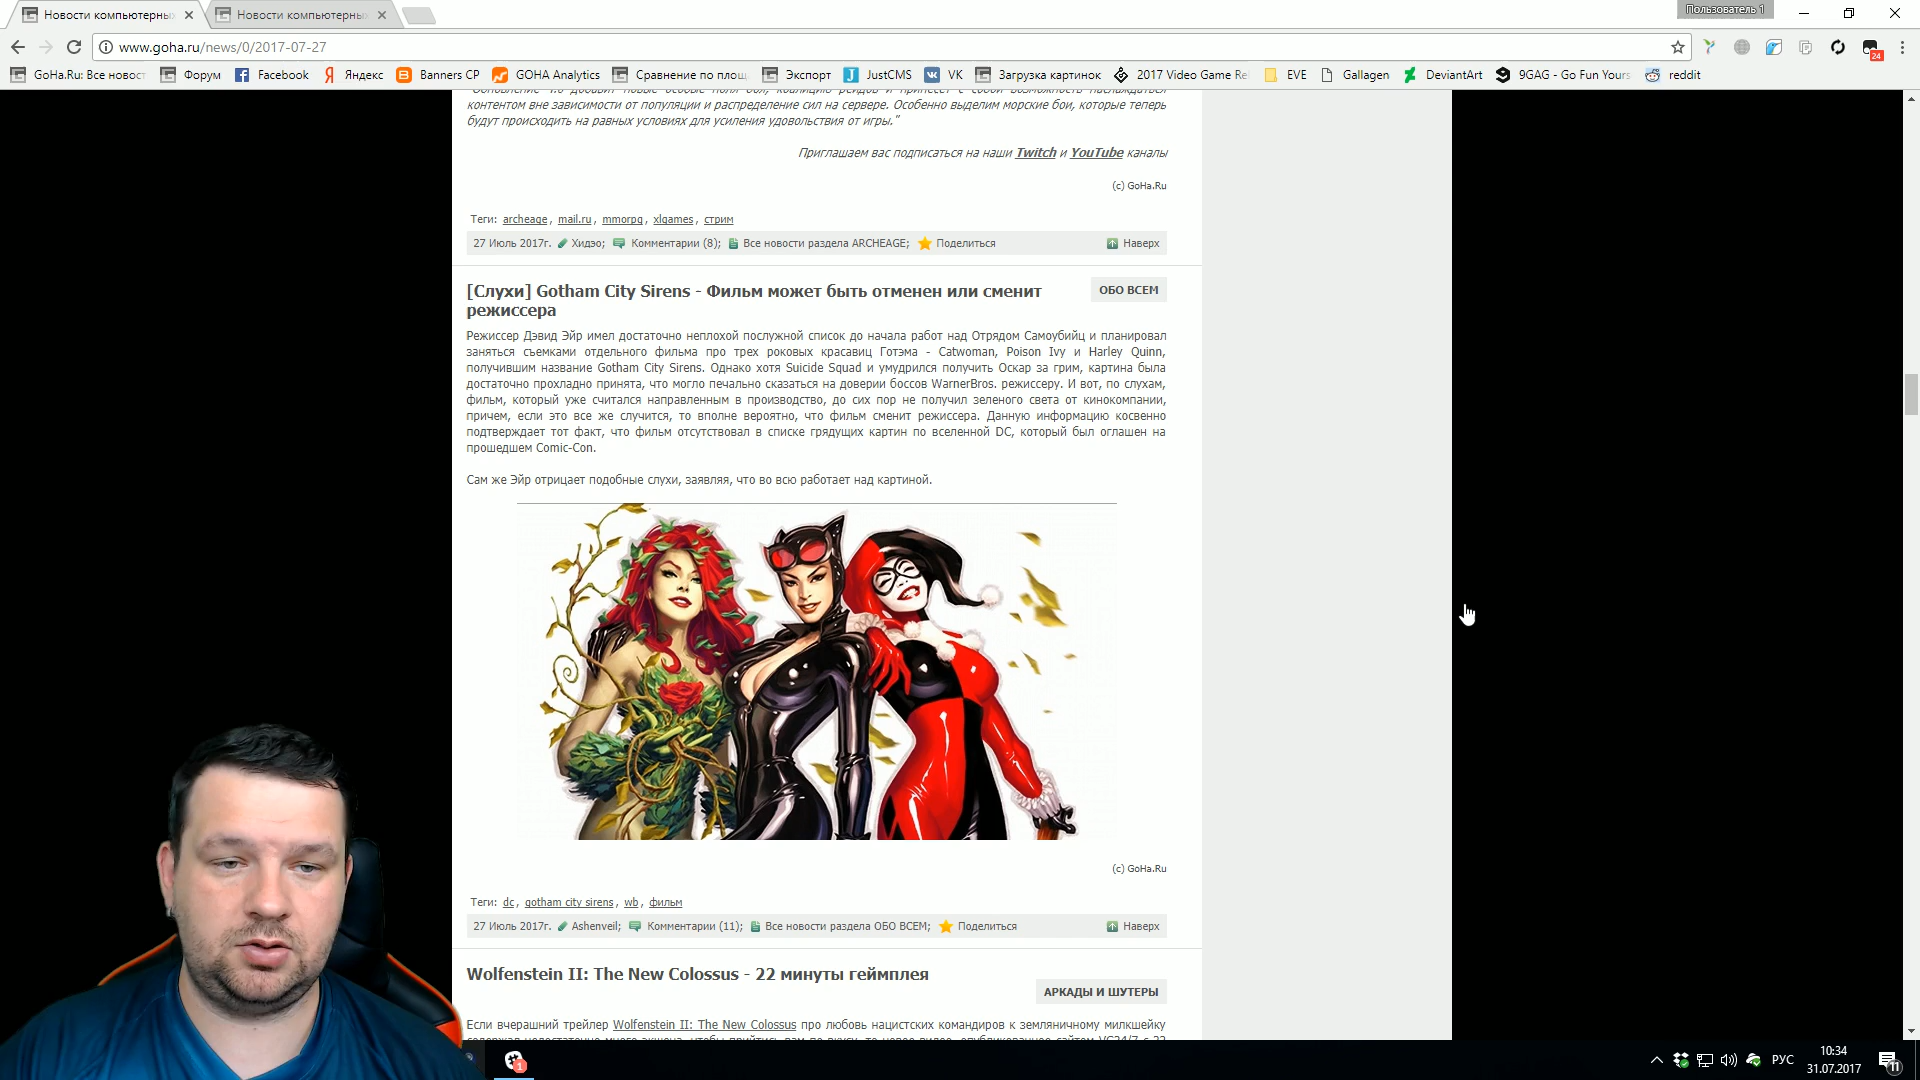 Новости компьютерны
Новости компьютерны
Пользователь 1
www.goha.ru/news/0/2017-07-27
24
GoHa.Ru: Все новост Форум Facebook Яндекс Banners CP GOHA Analytics Сравнение по площ Экспорт JustCMS VK Загрузка картинок 2017 Video Game Re EVE Gallagen DeviantArt 9GAG - Go Fun Yours reddit
контентом вне зависимости от популяции и распределение сил на сервере. Особенно выделим морские бои, которые теперь
будут происходить на равных условиях для усиления удовольствия от игры."
Приглашаем вас подписаться на наши Twitch и YouTube каналы
(c) GoHa.Ru
Теги: archeage, mail.ru, mmorpg, xlgames, стрим
27 Июль 2017г. Хидэо; Комментарии (8); Все новости раздела ARCHEAGE; Поделиться Наверх
[Слухи] Gotham City Sirens - Фильм может быть отменен или сменит
режиссера
ОБО ВСЕМ
Режиссер Дэвид Эйр имел достаточно неплохой послужной список до начала работ над Отрядом Самоубийц и планировал
заняться съемками отдельного фильма про трех роковых красавиц Готэма - Catwoman, Poison Ivy и Harley Quinn,
получившим название Gotham City Sirens. Однако хотя Suicide Squad и умудрился получить Оскар за грим, картина была
достаточно прохладно принята, что могло печально сказаться на доверии боссов WarnerBros. режиссеру. И вот, по слухам,
фильм, который уже считался направленным в производство, до сих пор не получил зеленого света от кинокомпании,
причем, если это все же случится, то вполне вероятно, что фильм сменит режиссера. Данную информацию косвенно
подтверждает тот факт, что фильм отсутствовал в списке грядущих картин по вселенной DC, который был оглашен на
прошедшем Comic-Con.
Сам же Эйр отрицает подобные слухи, заявляя, что во всю работает над картиной.
(c) GoHa.Ru
Теги: dc, gotham city sirens, wb, фильм
27 Июль 2017г. Ashenveil; Комментарии (11); Все новости раздела ОБО ВСЕМ; Поделиться Наверх
Wolfenstein II: The New Colossus - 22 минуты геймплея
АРКАДЫ И ШУТЕРЫ
Если вчерашний трейлер Wolfenstein II: The New Colossus про любовь нацистских командиров к земляничному милкшейку
1
РУС
10:34
31.07.2017
11